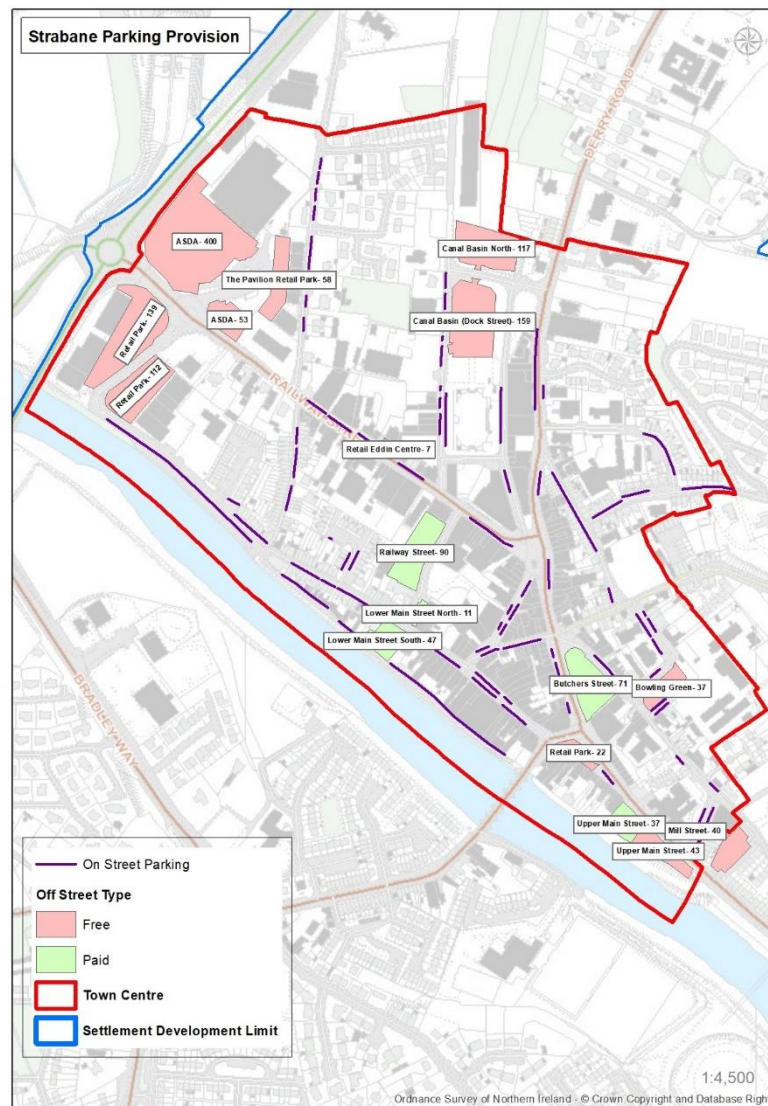 Strabane Parking Provision
DERRY ROAD
ASDA- 400
Canal Basin North- 117
The Pavilion Retail Park- 58
Retail Park- 139
ASDA- 53
Canal Basin (Dock Street)- 159
Retail Park- 112
Retail Eddin Centre- 7
Railway Street- 90
Lower Main Street North- 11
Lower Main Street South- 47
Butchers Street- 71
Bowling Green- 37
BRADLEY WAY
Retail Park- 22
Upper Main Street- 37
Mill Street- 40
Upper Main Street- 43
On Street Parking
Off Street Type
Free
Paid
Town Centre
Settlement Development Limit
1:4,500
Ordnance Survey of Northern Ireland - © Crown Copyright and Database Right